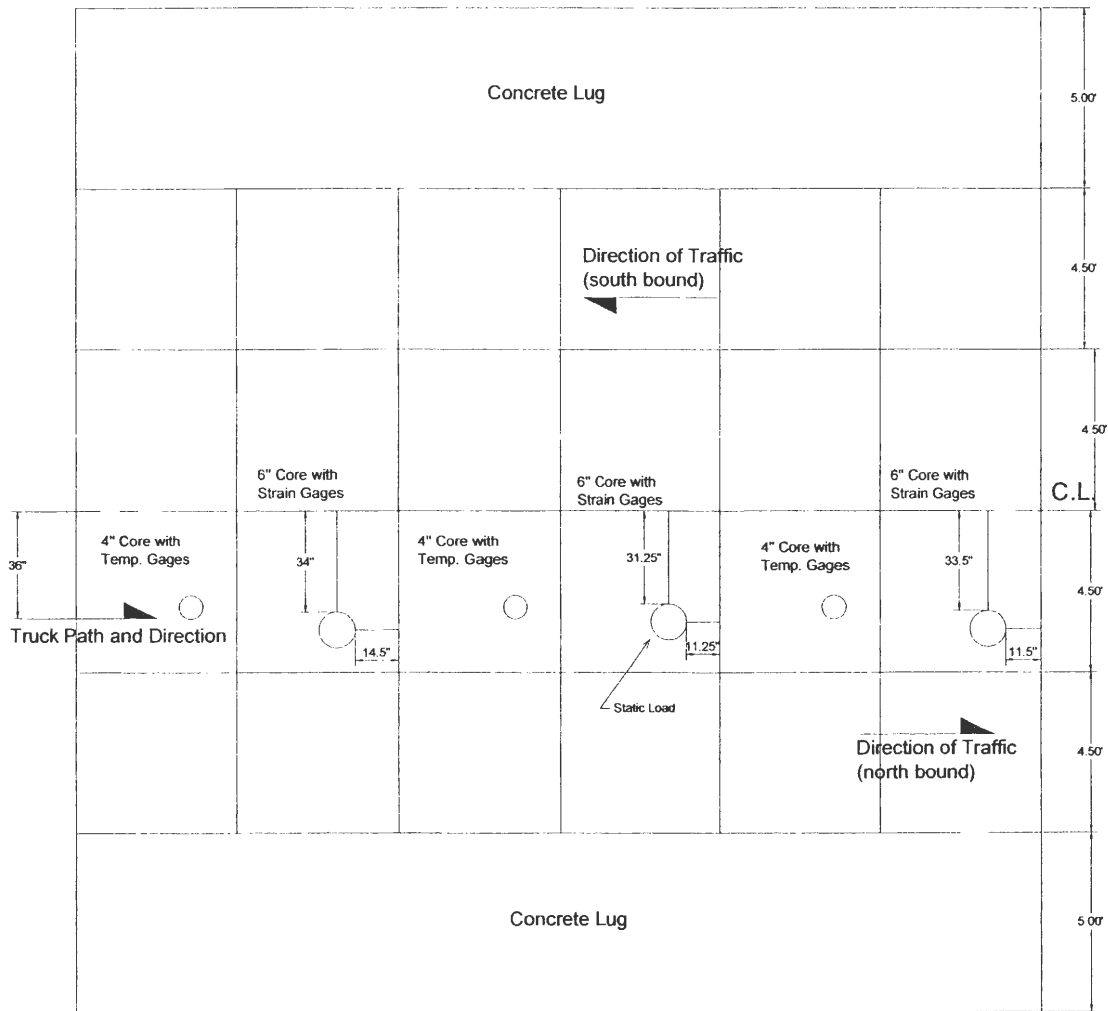 Concrete Lug
5.00'
Direction of Traffic
(south bound)
4.50'
4.50'
6" Core with
Strain Gages
6" Core with
Strain Gages
6" Core with
Strain Gages
C.L.
36"
4" Core with
Temp. Gages
34"
4" Core with
Temp. Gages
31.25"
4" Core with
Temp. Gages
33.5"
4.50'
Truck Path and Direction
14.5"
11.25"
11.5"
Static Load
Direction of Traffic
(north bound)
4.50'
Concrete Lug
5.00'